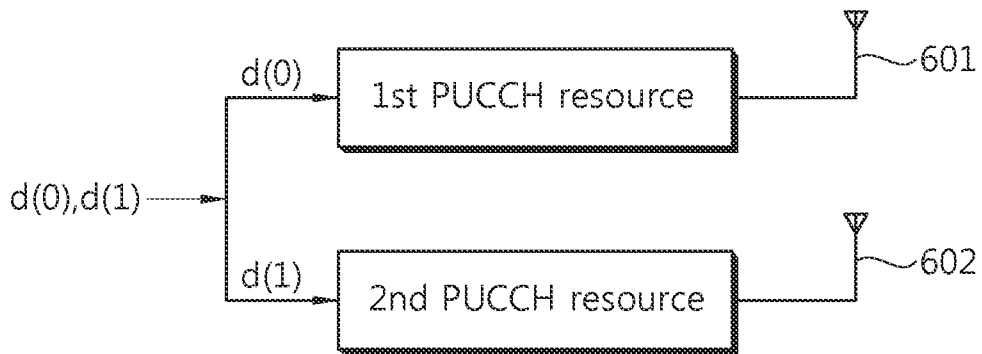 d(0)
1st PUCCH resource
601
d(0),d(1)
d(1)
2nd PUCCH resource
602